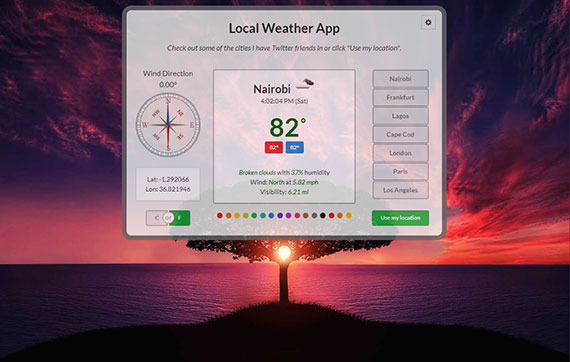 Local Weather App
Check out some of the cities I have Twitter friends in or click "Use my location".
Wind Direction
0.00°
N
W
E
S
Lat: -1.292066
Lon: 36.821946
C or F
Nairobi
4:02:04 PM (Sat)
82°
82° 82°
Broken clouds with 37% humidity
Wind: North at 5.82 mph
Visibility: 6.21 mi
Nairobi
Frankfurt
Lagos
Cape Cod
London
Paris
Los Angeles
Use my location